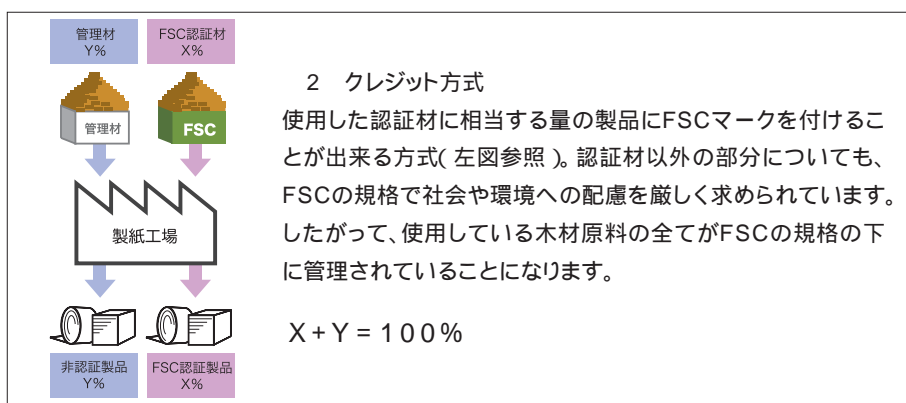 管理材
Y%
FSC認証材
X%
管理材
FSC
製紙工場
非認証製品
Y%
FSC認証製品
X%
2 クレジット方式
使用した認証材に相当する量の製品にFSCマークを付けるこ
とが出来る方式(左図参照)。認証材以外の部分についても、
FSCの規格で社会や環境への配慮を厳しく求められています。
したがって、使用している木材原料の全てがFSCの規格の下
に管理されていることになります。
X+Y=100%